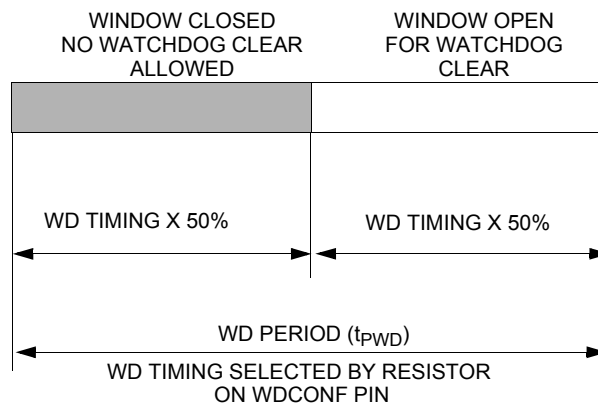 WINDOW CLOSED
NO WATCHDOG CLEAR
ALLOWED
WINDOW OPEN
FOR WATCHDOG
CLEAR
WD TIMING X 50%
WD TIMING X 50%
WD PERIOD (tPWD)
WD TIMING SELECTED BY RESISTOR
ON WDCONF PIN